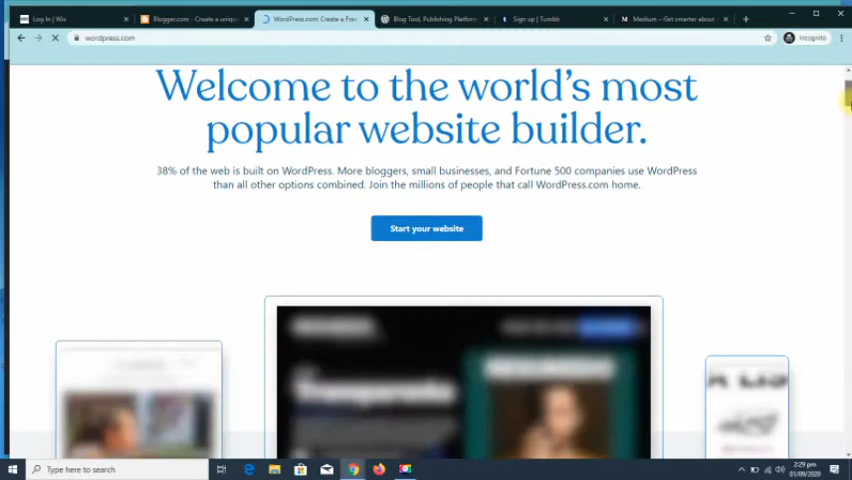 Log In | Wix
Blogger.com - Create a uniqu
WordPress.com: Create a Free
Blog Tool, Publishing Platform
Sign up | Tumblr
Medium – Get smarter about
wordpress.com
Incognito
Welcome to the world's most
popular website builder.
38% of the web is built on WordPress. More bloggers, small businesses, and Fortune 500 companies use WordPress
than all other options combined. Join the millions of people that call WordPress.com home.
Start your website
Type here to search
2:29 pm
01/09/2020